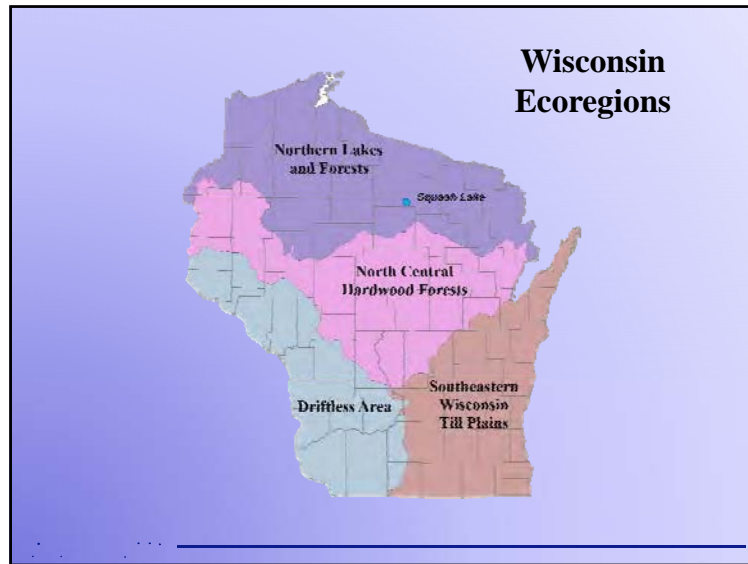 Wisconsin
Ecoregions
Northern Lakes
and Forests
Squash Lake
North Central
Hardwood Forests
Driftless Area
Southeastern
Wisconsin
Till Plains